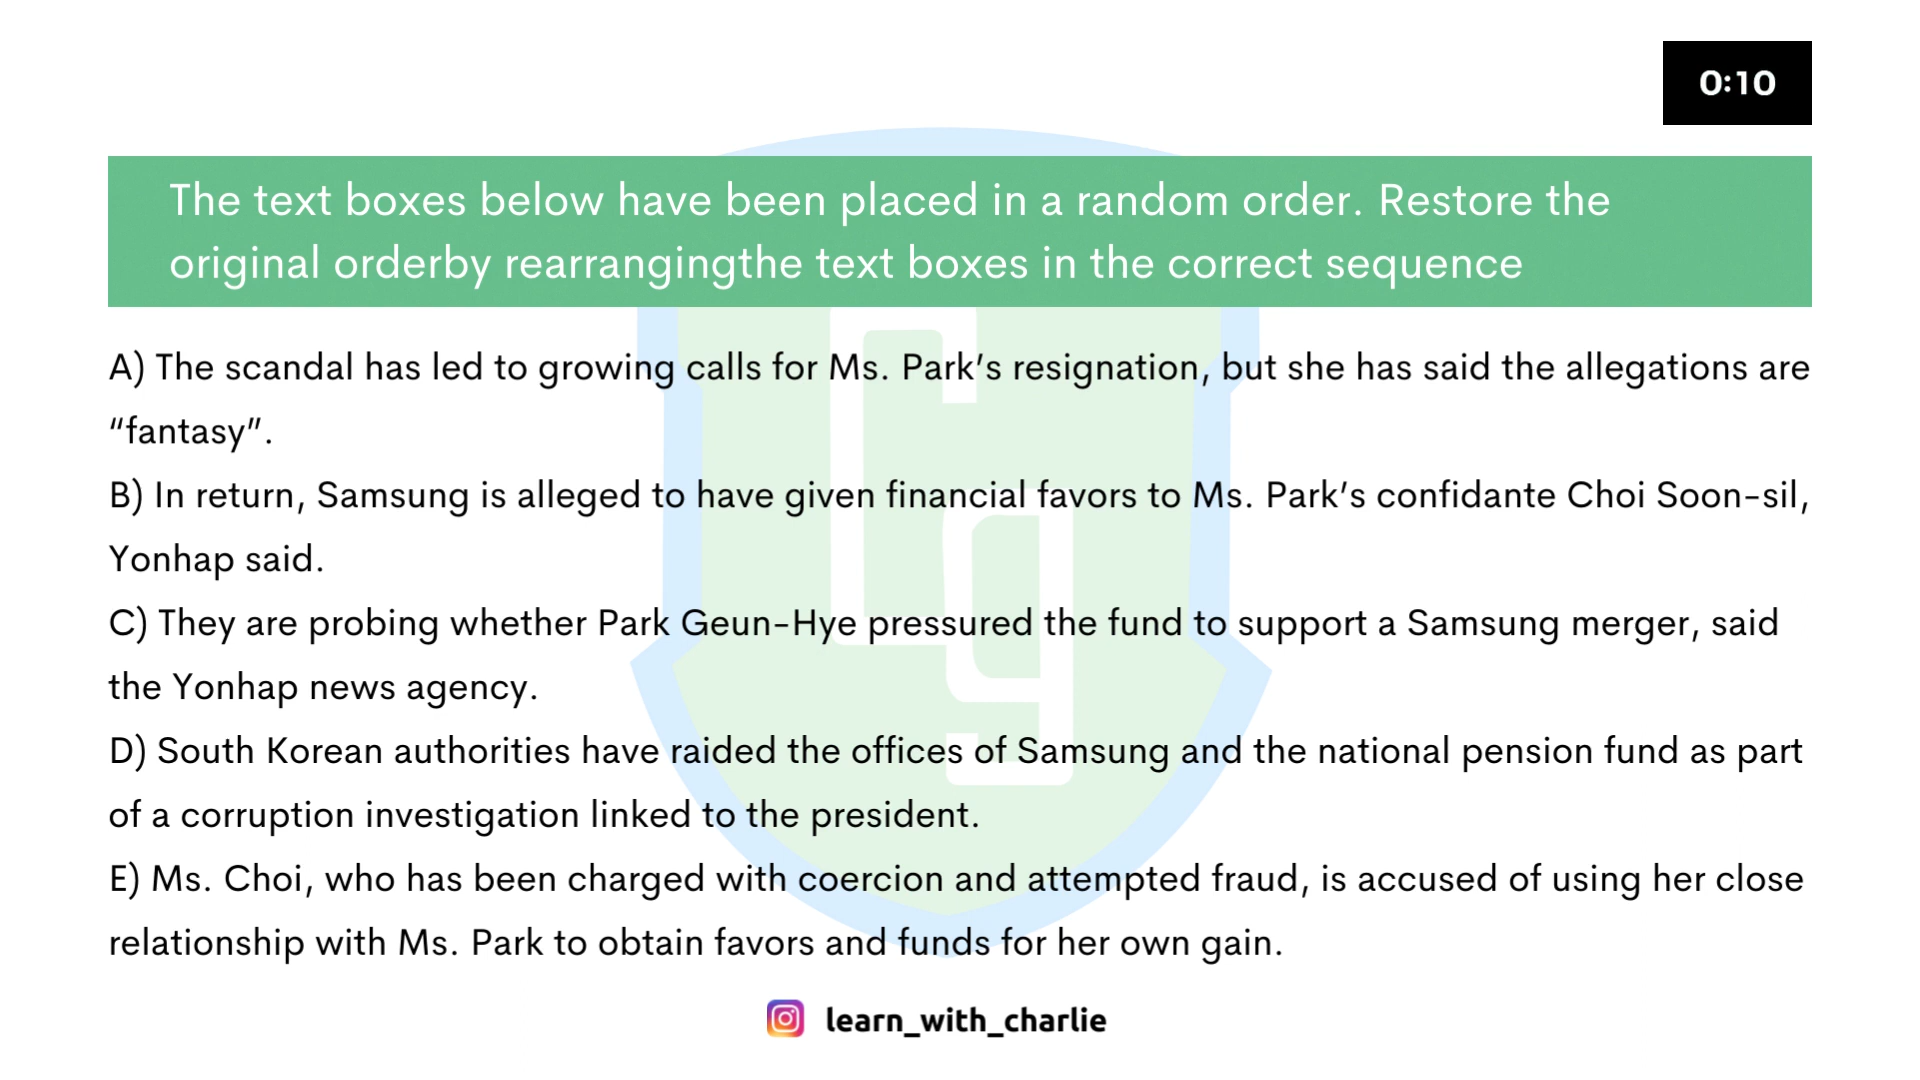 0:10
The text boxes below have been placed in a random order. Restore the
original orderby rearrangingthe text boxes in the correct sequence
A) The scandal has led to growing calls for Ms. Park’s resignation, but she has said the allegations are
“fantasy”.
B) In return, Samsung is alleged to have given financial favors to Ms. Park’s confidante Choi Soon-sil,
Yonhap said.
C) They are probing whether Park Geun-Hye pressured the fund to support a Samsung merger, said
the Yonhap news agency.
D) South Korean authorities have raided the offices of Samsung and the national pension fund as part
of a corruption investigation linked to the president.
E) Ms. Choi, who has been charged with coercion and attempted fraud, is accused of using her close
relationship with Ms. Park to obtain favors and funds for her own gain.
learn_with_charlie